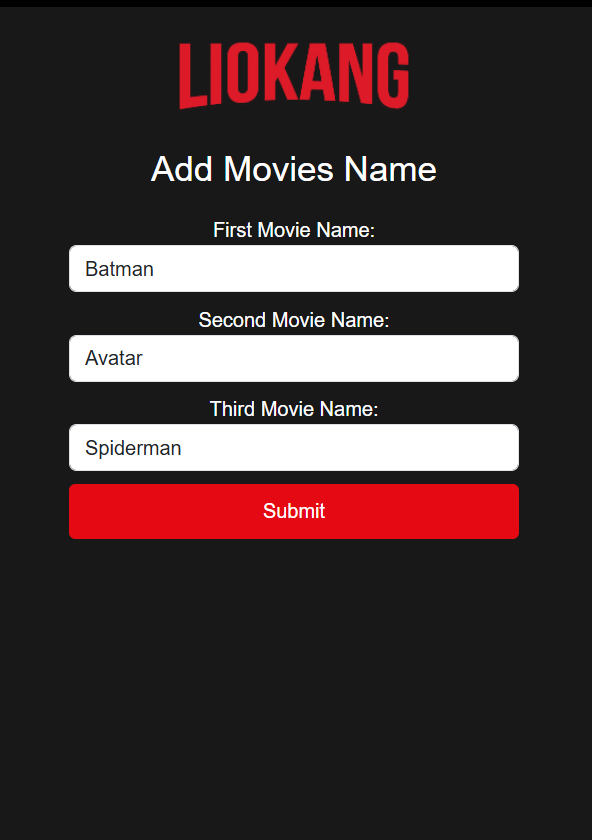 LIOKANG
Add Movies Name
First Movie Name:
Batman
Second Movie Name:
Avatar
Third Movie Name:
Spiderman
Submit